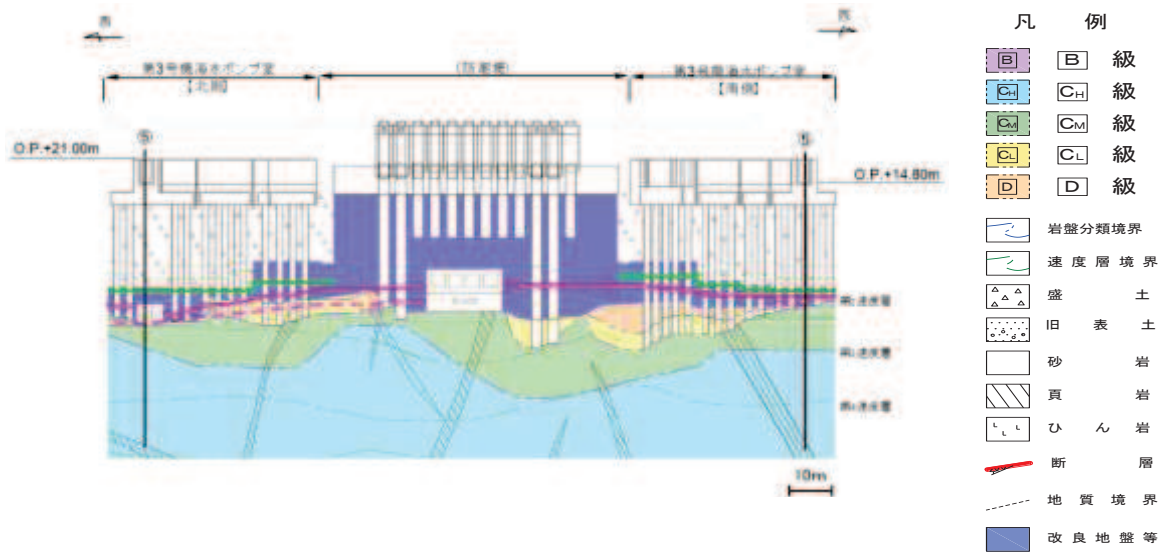 西
西
第3号機海水ポンプ室
【北側】
(防潮壁)
第3号機海水ポンプ室
【南側】
⑤
⑤
O.P.+21.00m
O.P.+14.80m
10m
凡 例
B B 級
CH CH 級
CM CM 級
CL CL 級
D D 級
岩盤分類境界
速度層境界
盛土
旧表土
砂岩
頁岩
ひん岩
断層
地質境界
改良地盤等